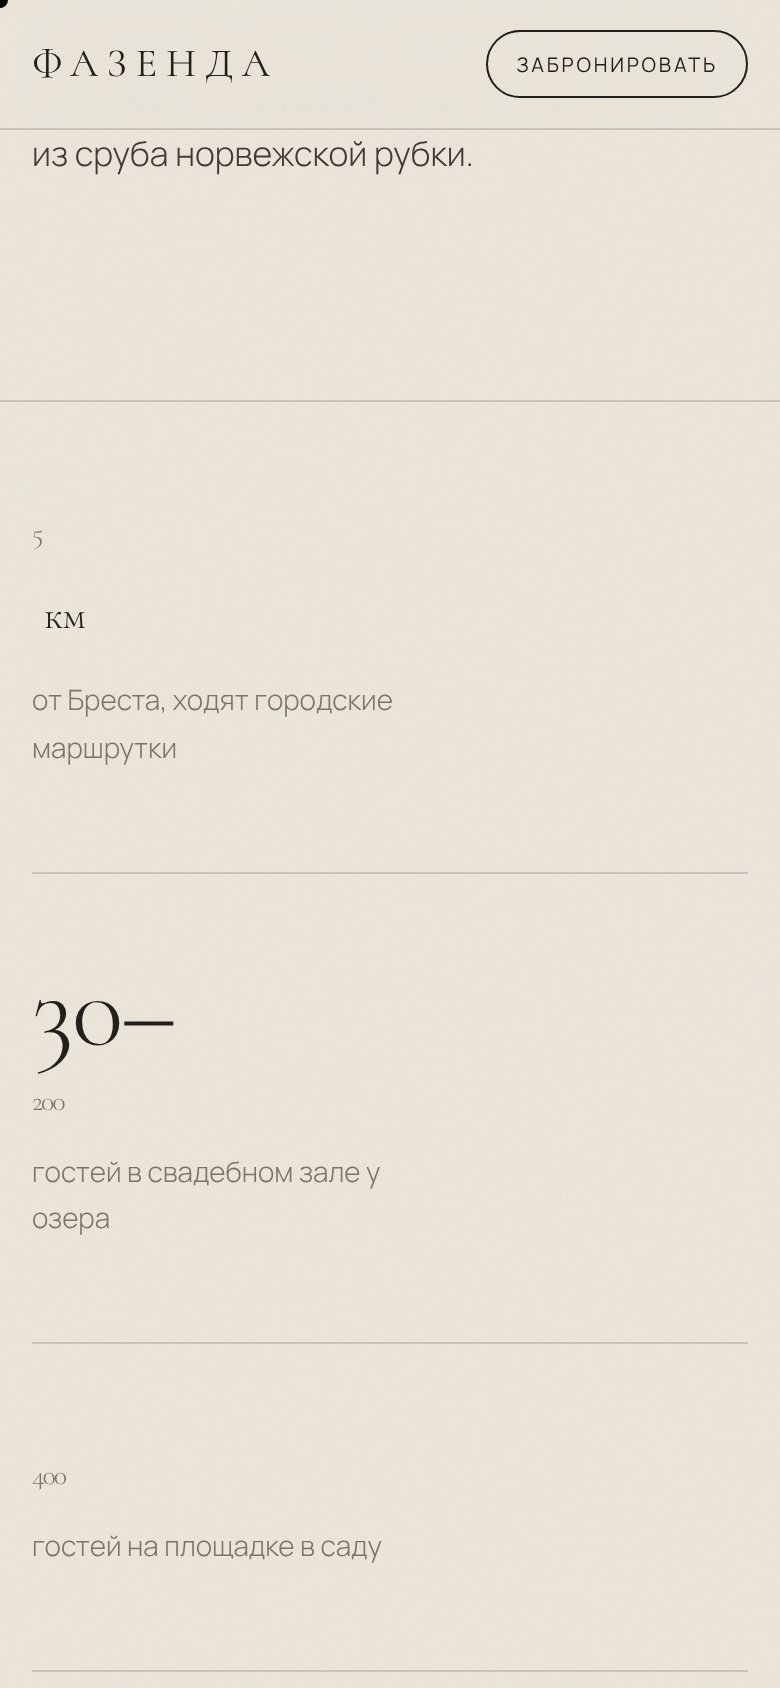 ФАЗЕНДА
ЗАБРОНИРОВАТЬ
из сруба норвежской рубки.
5
км
от Бреста, ходят городские
маршрутки
30–
200
гостей в свадебном зале у
озера
400
гостей на площадке в саду